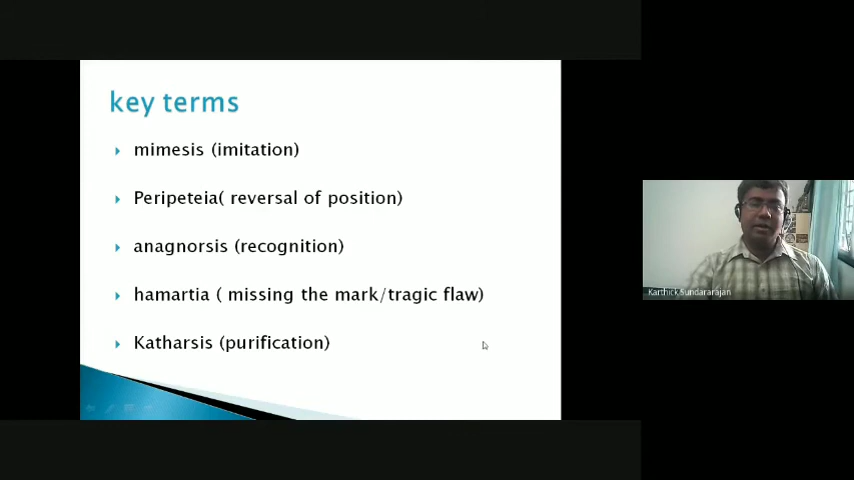 key terms
mimesis (imitation)
Peripeteia( reversal of position)
anagnorsis (recognition)
hamartia ( missing the mark/tragic flaw)
Katharsis (purification)
Karthick Sundararajan